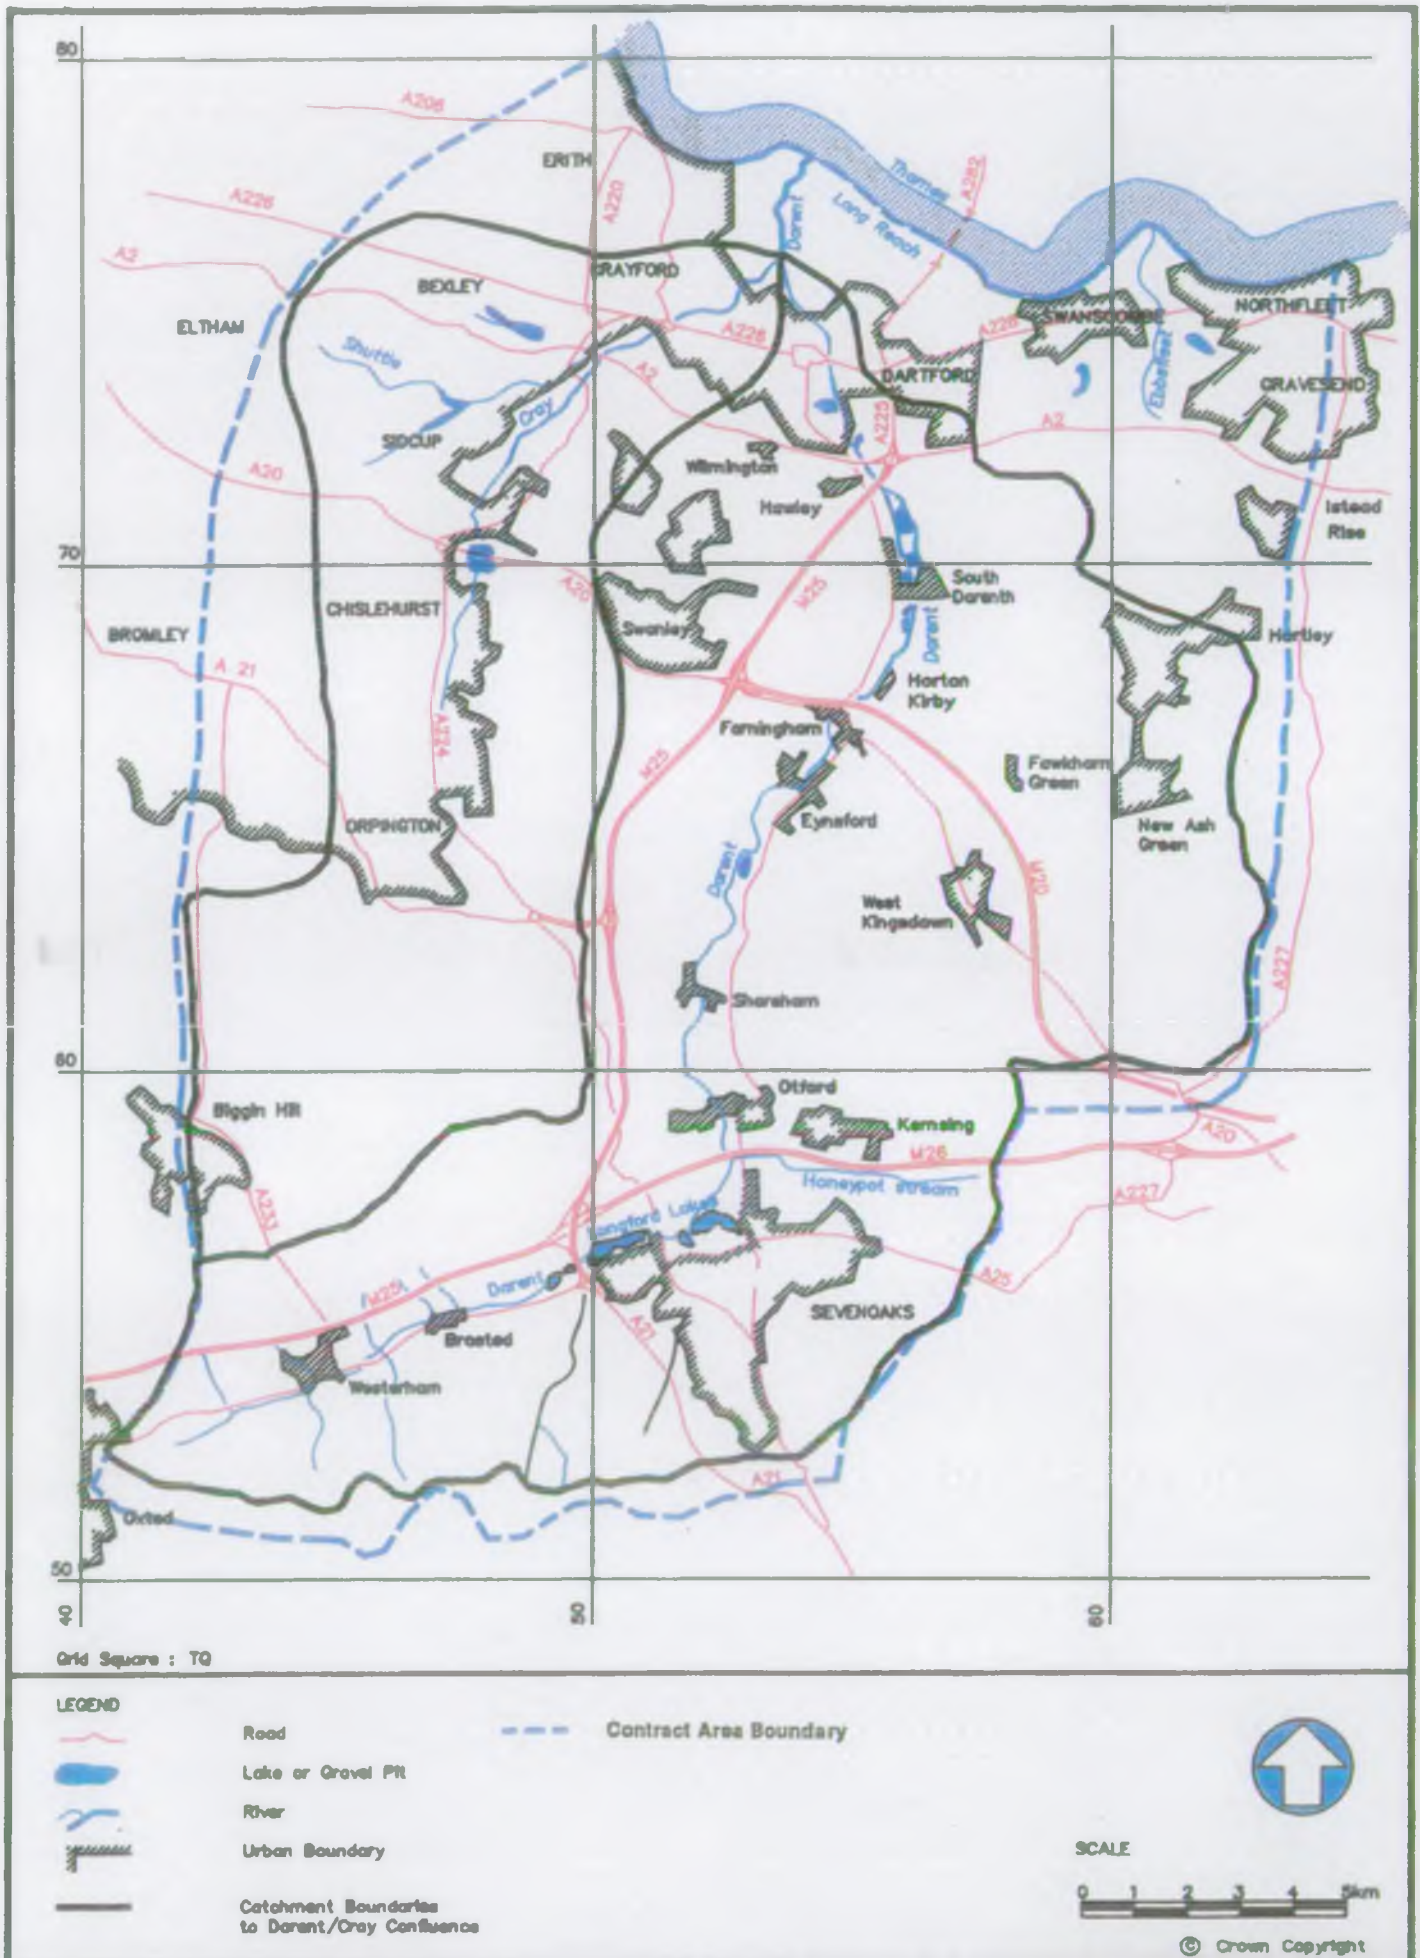 80
A206
ERITH
A220
Thames
A282
A226
Darent
Long Reach
A2
CRAYFORD
BEXLEY
ELTHAM
SWANSCOMBE
NORTHFLEET
Shuttle
A226
A226
Ebbsfleet
A2
DARTFORD
GRAVESEND
Cray
A225
A2
SIDCUP
A20
Wilmington
Hawley
Istead
Rise
70
A20
M25
South
Darenth
CHISLEHURST
BROMLEY
Swanley
Darent
Hartley
A 21
Horton
Kirby
A224
Farningham
M25
Fawkham
Green
ORPINGTON
Eynsford
New Ash
Green
Darent
M20
West
Kingsdown
A227
Shoreham
60
Otford
Biggin Hill
Kemsing
A20
M26
Honeypot stream
A227
A233
Longford Lakes
Darent
M25
A25
SEVENOAKS
A21
Brasted
Westerham
A21
Oxted
50
40
50
60
Grid Square : TQ
LEGEND
Road
Contract Area Boundary
Lake or Gravel Pit
River
Urban Boundary
SCALE
Catchment Boundaries
to Darent/Cray Confluence
0 1 2 3 4 5km
© Crown Copyright